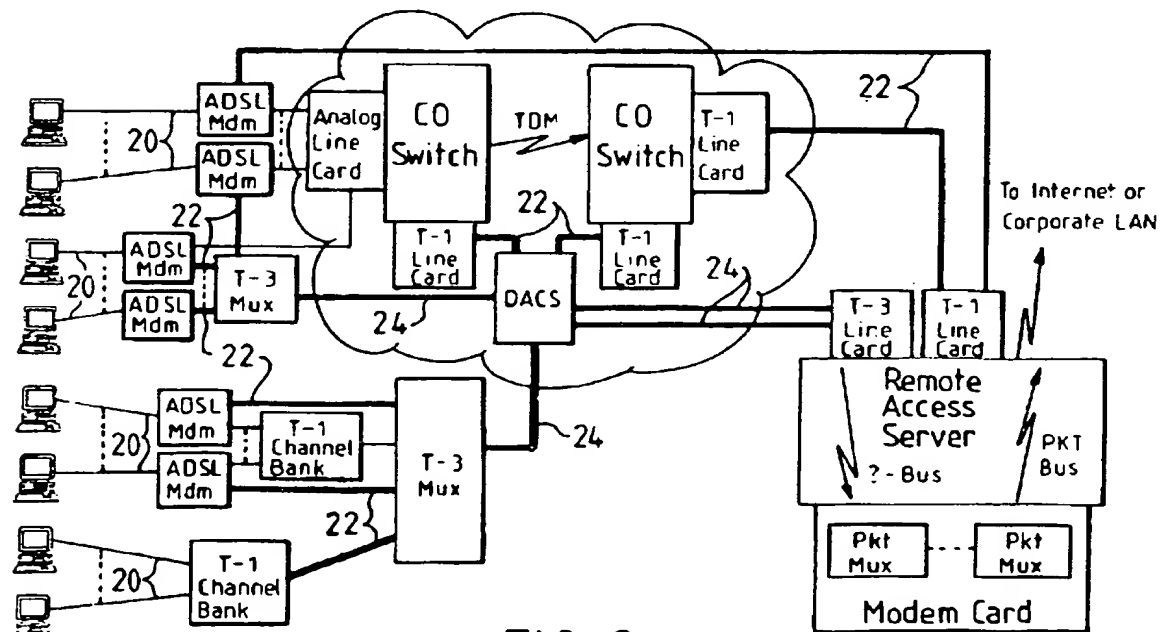 22
ADSL
Mdm
20
ADSL
Mdm
Analog
Line
Card
CO
Switch
TDM
CO
Switch
T-1
Line
Card
22
To Internet or
Corporate LAN
22
ADSL
Mdm
20
ADSL
Mdm
22
T-3
Mux
T-1
Line
Card
22
T-1
Line
Card
DACS
24
24
T-3
Line
Card
T-1
Line
Card
22
ADSL
Mdm
20
ADSL
Mdm
T-1
Channel
Bank
T-3
Mux
24
22
Remote
Access
Server
?-Bus
PKT
Bus
20
T-1
Channel
Bank
Pkt
Mux
Pkt
Mux
Modem Card